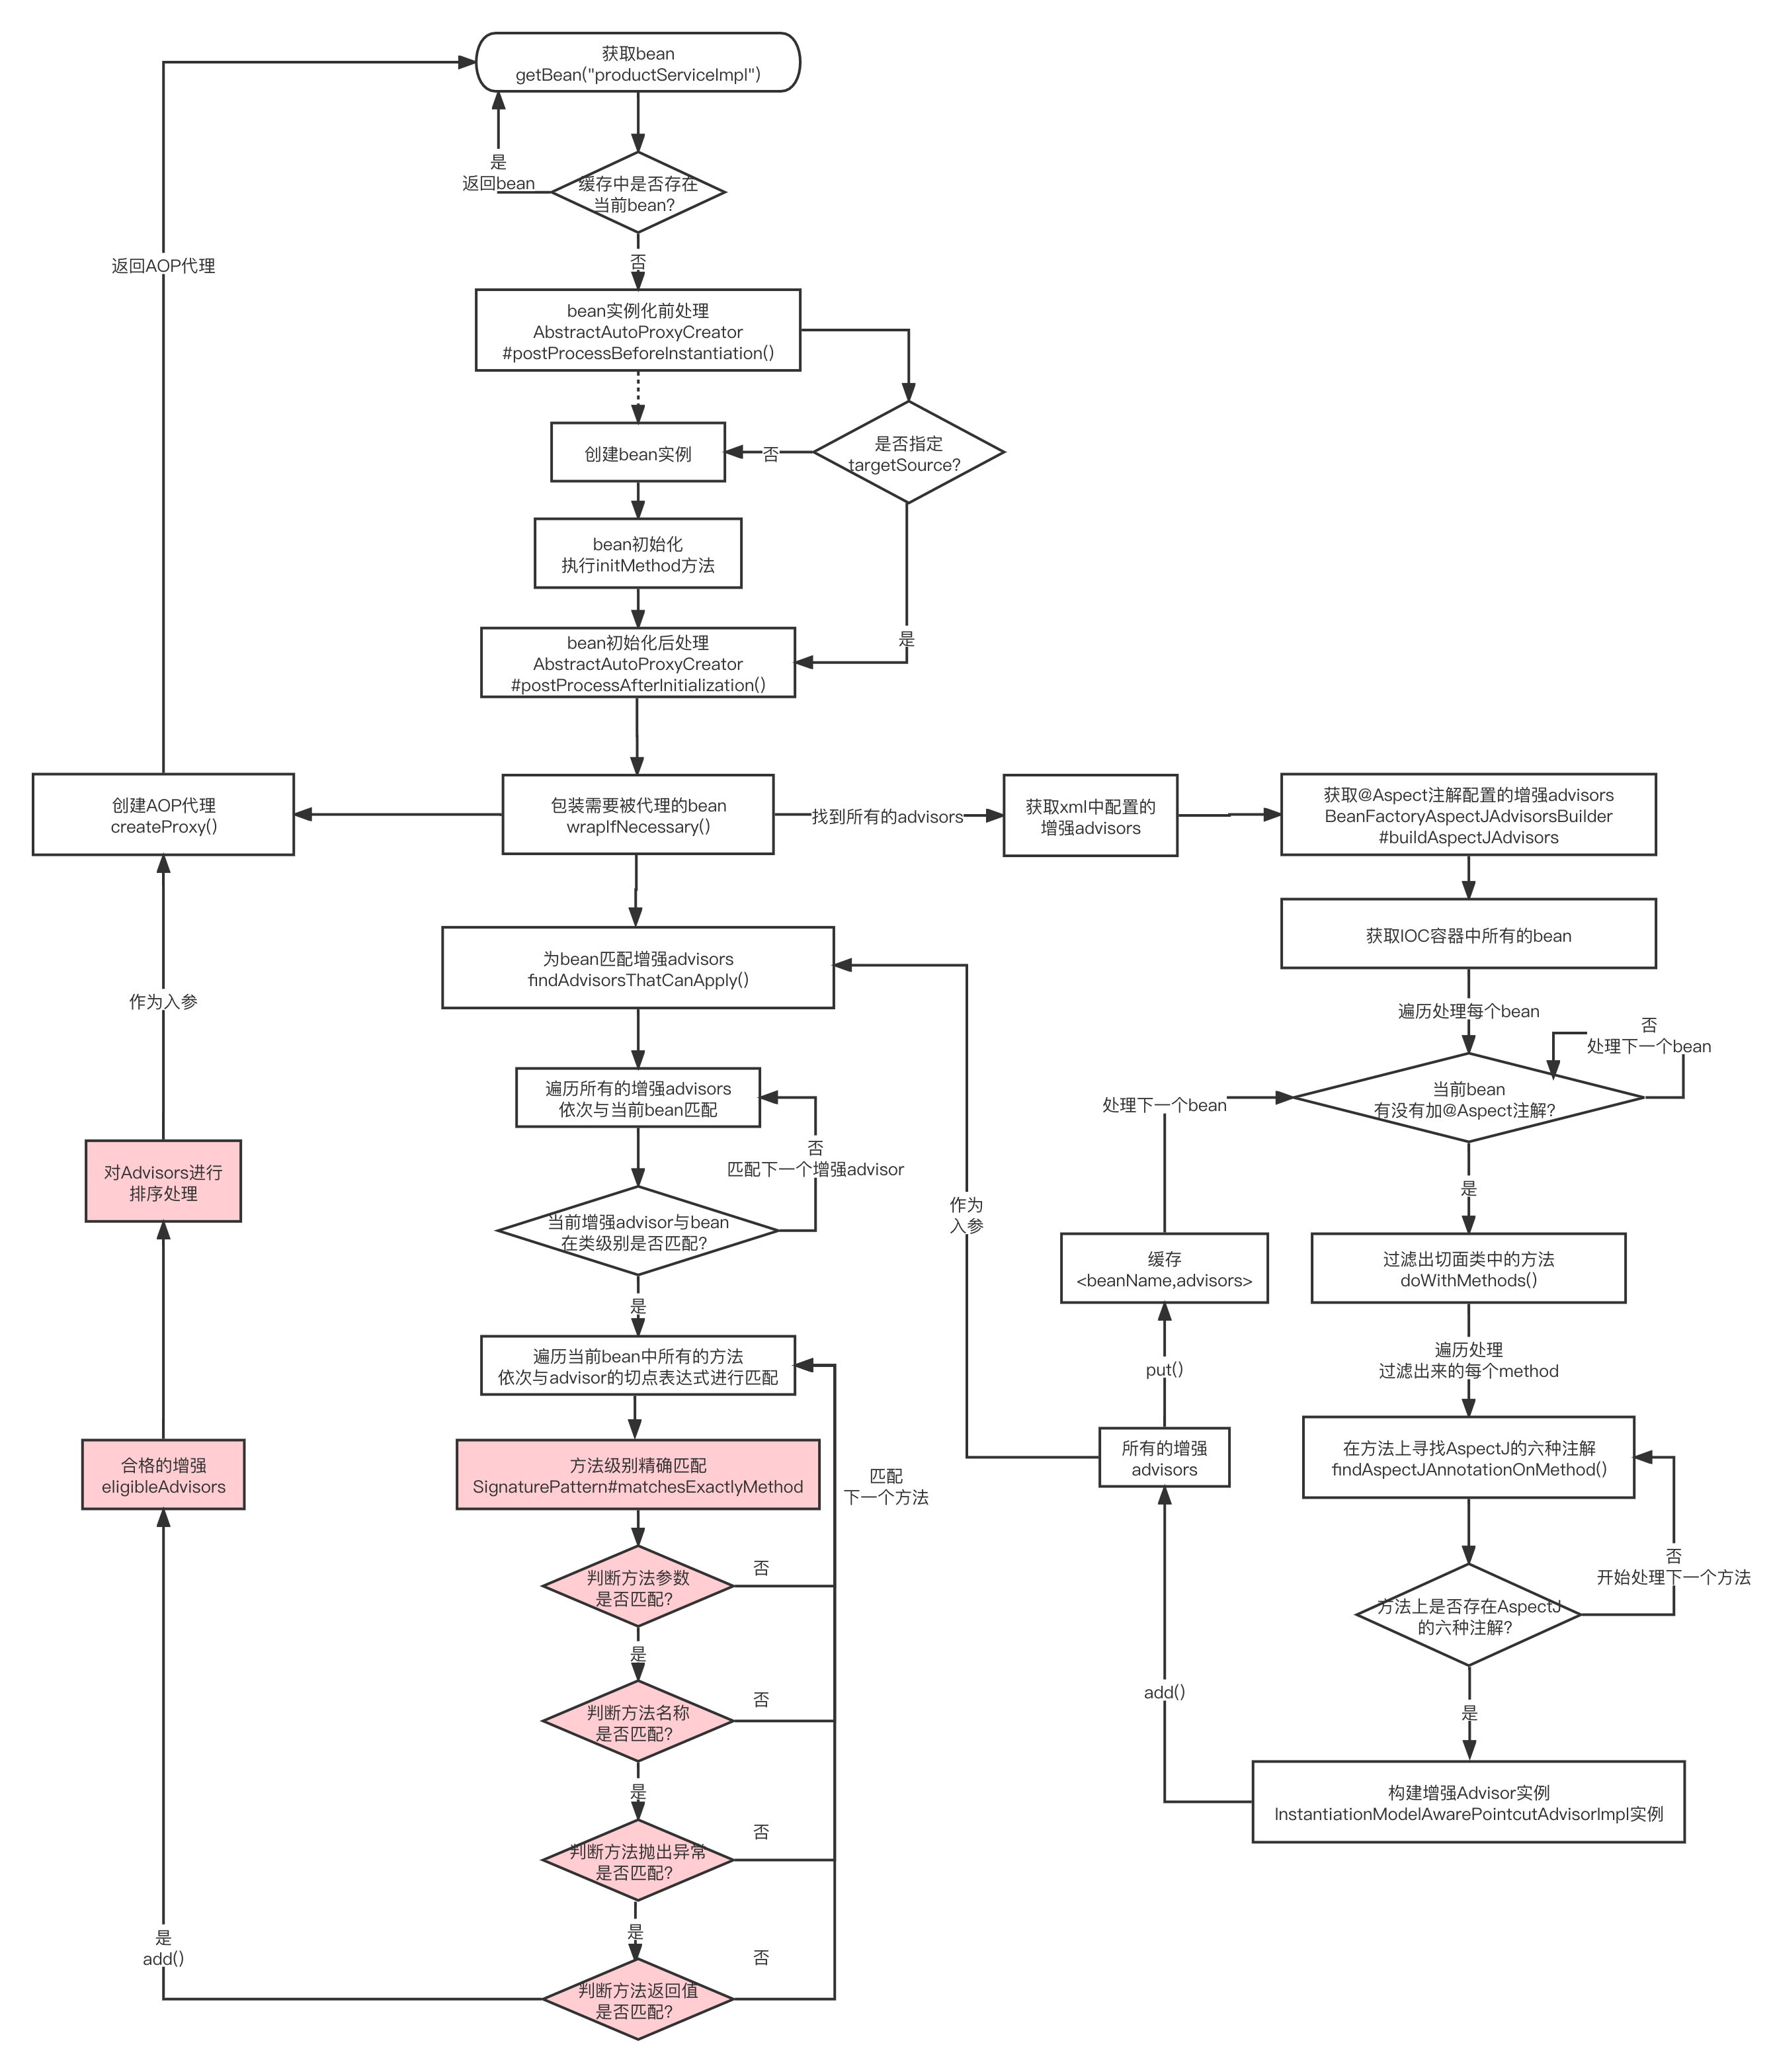 获取bean
getBean("productServiceImpl")
是
返回bean
缓存中是否存在
当前bean?
返回AOP代理
否
bean实例化前处理
AbstractAutoProxyCreator
#postProcessBeforeInstantiation()
创建bean实例
否
是否指定
targetSource?
bean初始化
执行initMethod方法
是
bean初始化后处理
AbstractAutoProxyCreator
#postProcessAfterInitialization()
创建AOP代理
createProxy()
包装需要被代理的bean
wrapIfNecessary()
找到所有的advisors
获取xml中配置的
增强advisors
获取@Aspect注解配置的增强advisors
BeanFactoryAspectJAdvisorsBuilder
#buildAspectJAdvisors
获取IOC容器中所有的bean
为bean匹配增强advisors
findAdvisorsThatCanApply()
作为入参
遍历处理每个bean
否
处理下一个bean
遍历所有的增强advisors
依次与当前bean匹配
处理下一个bean
当前bean
有没有加@Aspect注解?
否
匹配下一个增强advisor
对Advisors进行
排序处理
是
作为
入参
当前增强advisor与bean
在类级别是否匹配?
缓存
<beanName,advisors>
过滤出切面类中的方法
doWithMethods()
是
遍历当前bean中所有的方法
依次与advisor的切点表达式进行匹配
put()
遍历处理
过滤出来的每个method
合格的增强
eligibleAdvisors
方法级别精确匹配
SignaturePattern#matchesExactlyMethod
匹配
下一个方法
所有的增强
advisors
在方法上寻找AspectJ的六种注解
findAspectJAnnotationOnMethod()
判断方法参数
是否匹配?
否
否
开始处理下一个方法
方法上是否存在AspectJ
的六种注解?
是
判断方法名称
是否匹配?
否
add()
是
是
构建增强Advisor实例
InstantiationModelAwarePointcutAdvisorImpl实例
判断方法抛出异常
是否匹配?
否
是
是
add()
判断方法返回值
是否匹配?
否